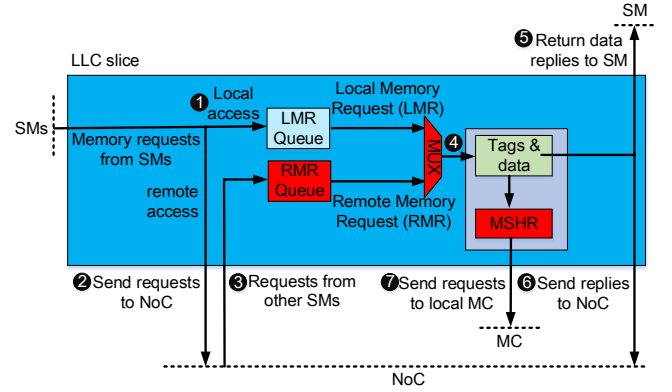 SM
❺ Return data
replies to SM
LLC slice
❶ Local
access
Local Memory
Request (LMR)
SMs
Memory requests
from SMs
LMR
Queue
MUX
❹
Tags &
data
remote
access
RMR
Queue
Remote Memory
Request (RMR)
MSHR
❷ Send requests
to NoC
❸ Requests from
other SMs
❼ Send requests
to local MC
❻ Send replies
to NoC
MC
NoC